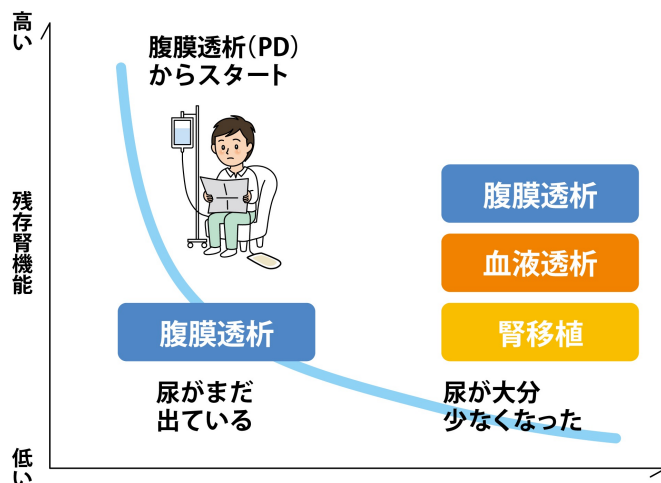 高い
腹膜透析（PD）
からスタート
残存腎機能
腹膜透析
血液透析
腹膜透析
腎移植
尿がまだ
出ている
尿が大分
少なくなった
低い